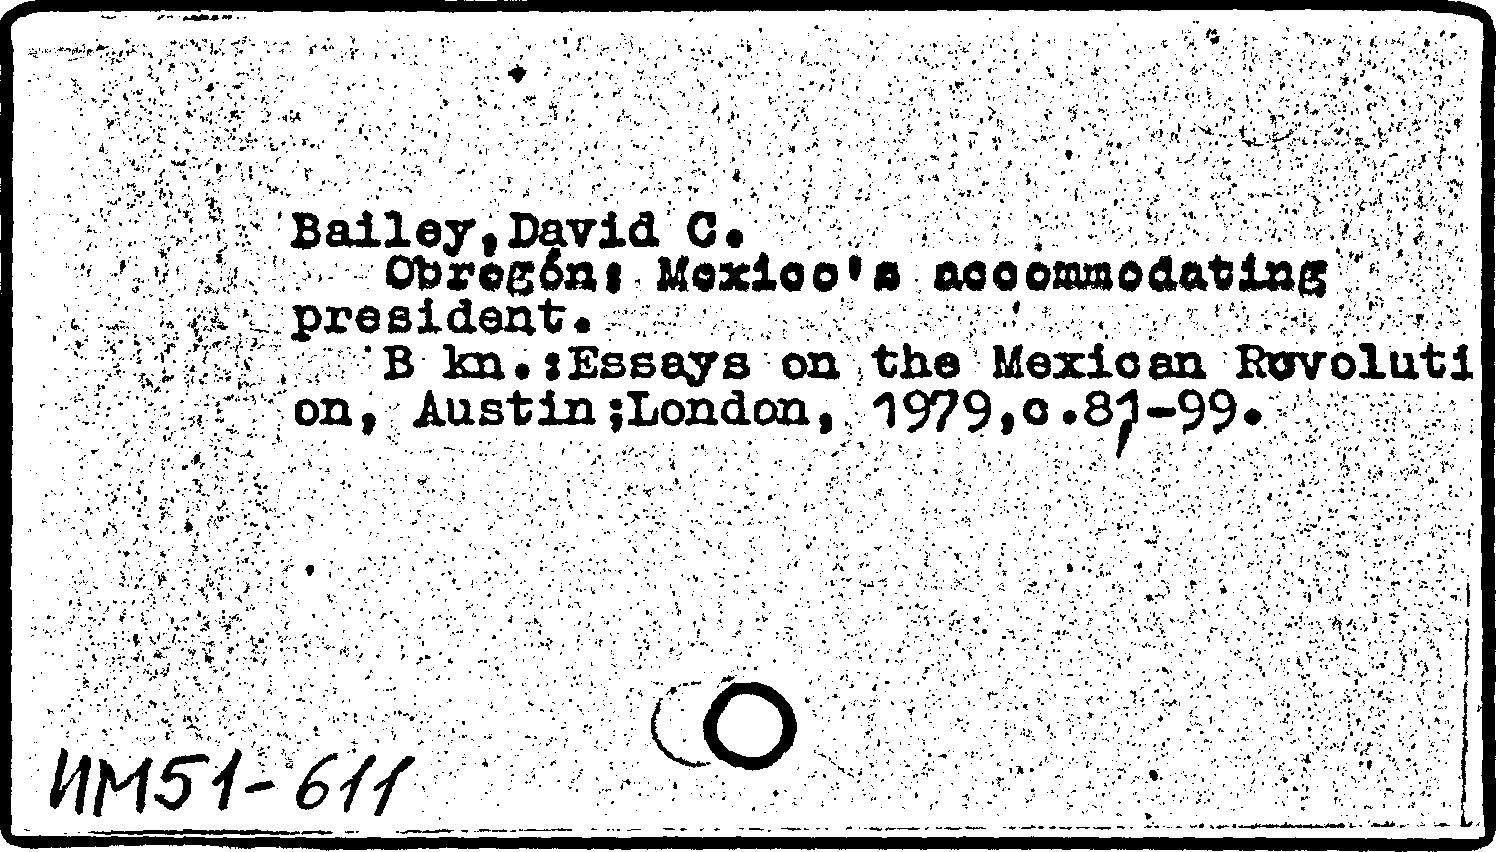 Bailey,David C.
Obregón: Mexico's accommodating
president.
В кн.:Essays on the Mexican Revoluti
on, Austin;London, 1979,c.81-99.
ИМ51-611